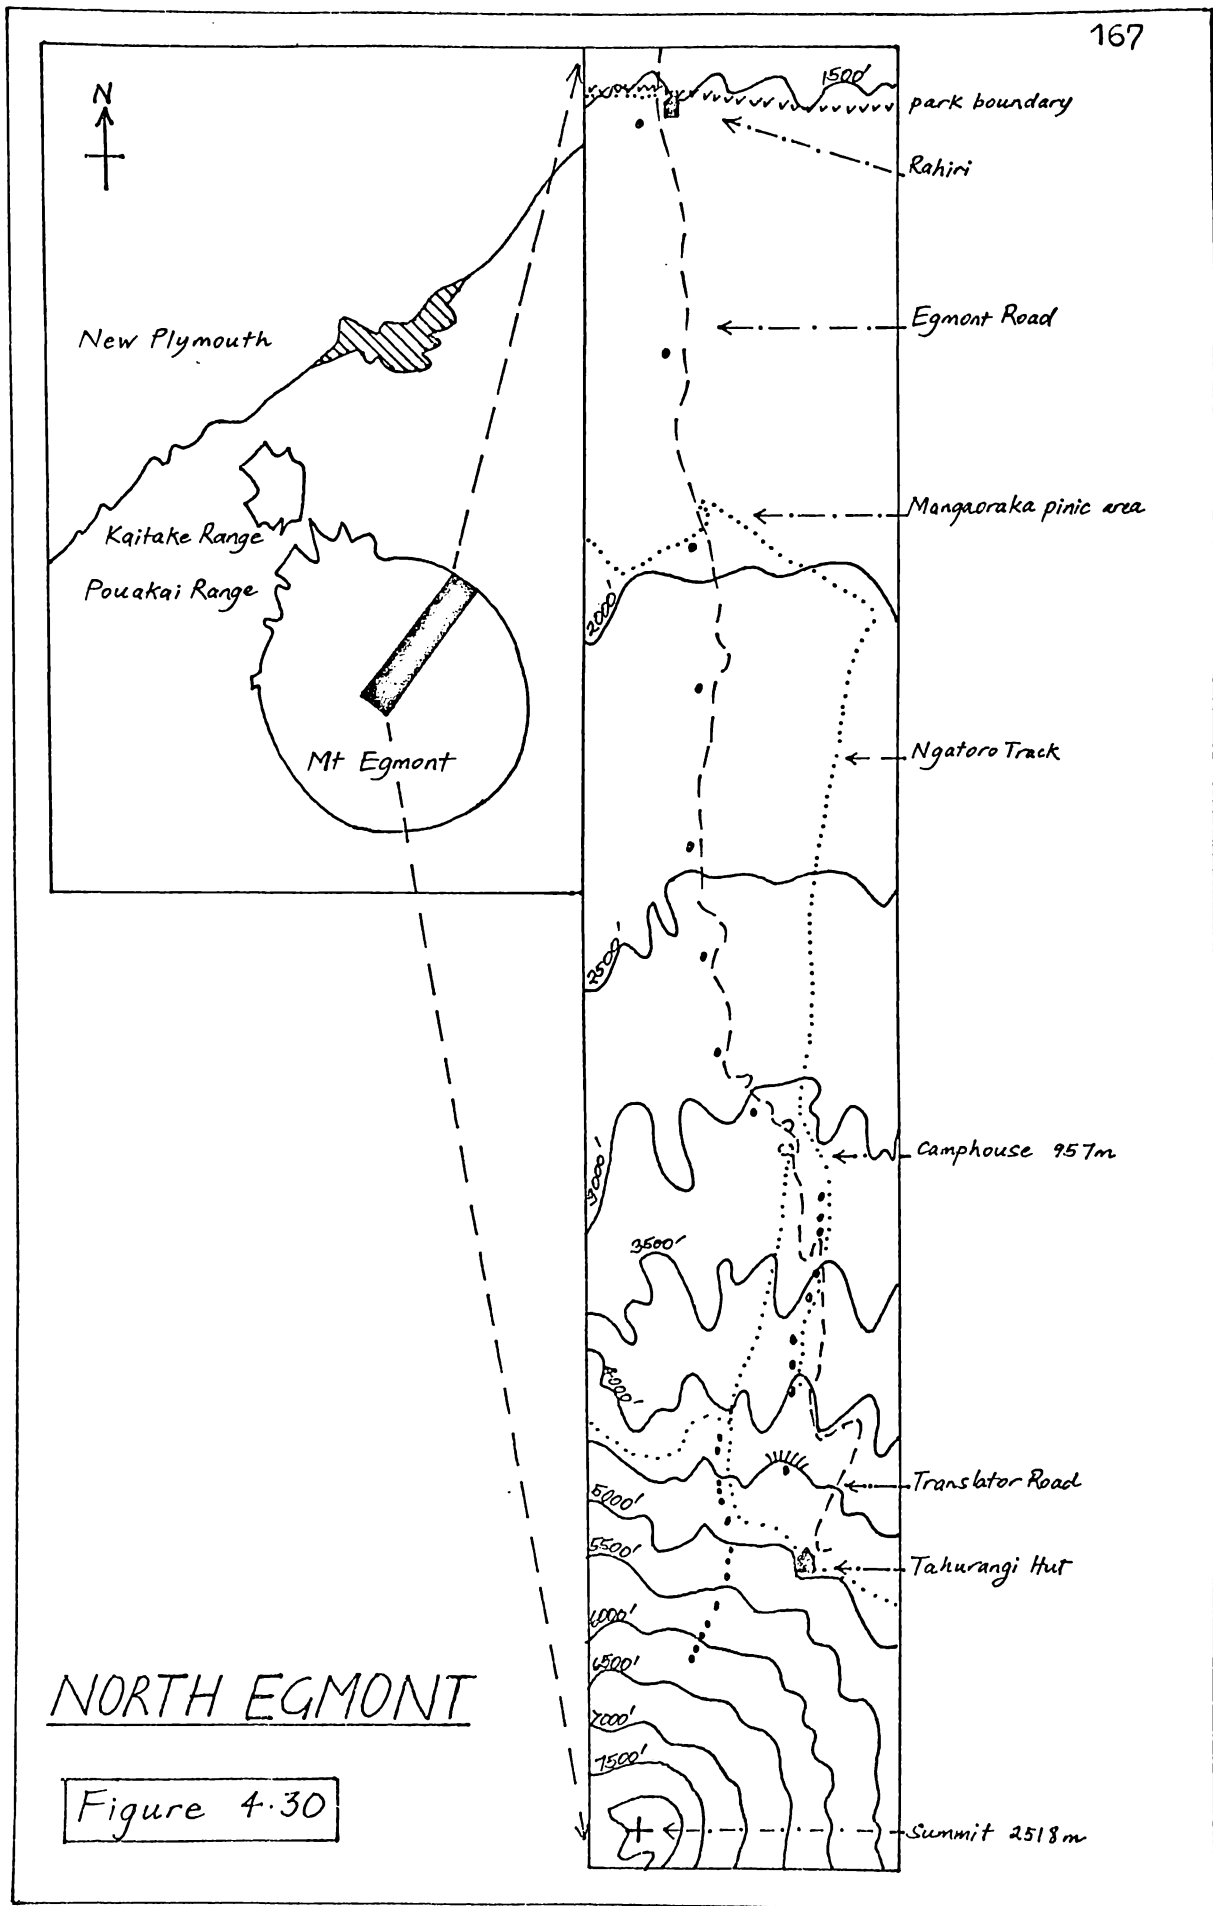 167
N
New Plymouth
Kaitake Range
Pouakai Range
Mt Egmont
1500'
park boundary
Rahiri
Egmont Road
Mangaoraka pinic area
2000'
Ngatoro Track
2500'
3000'
Camphouse 957m
3500'
4000'
Translator Road
5000'
5500'
Tahurangi Hut
6000'
6500'
7000'
7500'
Summit 2518m
NORTH EGMONT
Figure 4.30